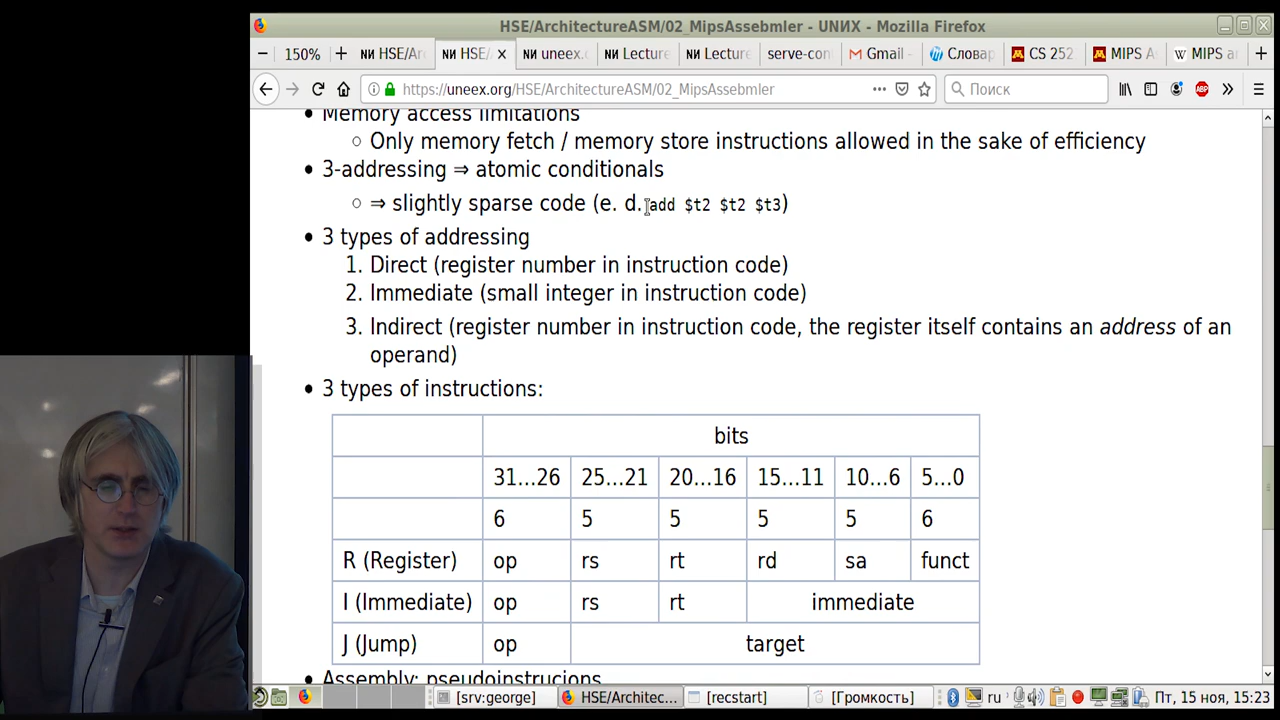 HSE/ArchitectureASM/02_MipsAssebmler - UNИX - Mozilla Firefox
− 150% + NИ HSE/Ar NИ HSE/ NИ uneex. NИ Lecture NИ Lecture serve-con Gmail - Словар CS 252 MIPS A MIPS ar +
https://uneex.org/HSE/ArchitectureASM/02_MipsAssebmler ••• Поиск
• Memory access limitations
○ Only memory fetch / memory store instructions allowed in the sake of efficiency
• 3-addressing ⇒ atomic conditionals
○ ⇒ slightly sparse code (e. d. add $t2 $t2 $t3)
• 3 types of addressing
1. Direct (register number in instruction code)
2. Immediate (small integer in instruction code)
3. Indirect (register number in instruction code, the register itself contains an address of an
operand)
• 3 types of instructions:
bits
31...26 25...21 20...16 15...11 10...6 5...0
6 5 5 5 5 6
R (Register) op rs rt rd sa funct
I (Immediate) op rs rt immediate
J (Jump) op target
• Assembly: pseudoinstrucions
[srv:george] HSE/Architec... [recstart] [Громкость] ru Пт, 15 ноя, 15:23